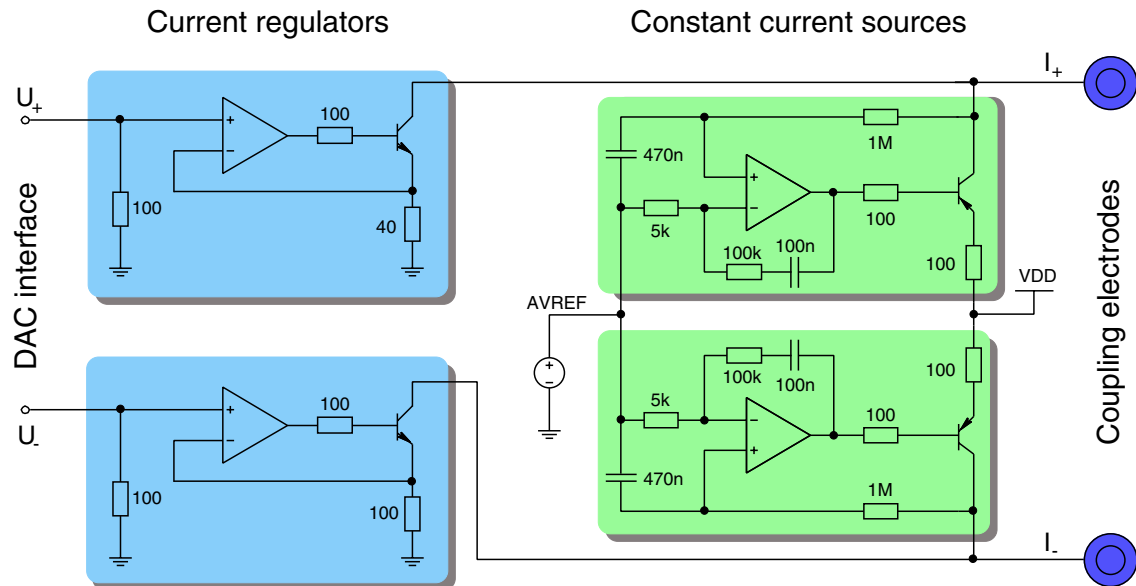 Current regulators
Constant current sources
U+
100
+
−
100
40
I+
1M
470n
+
−
5k
100
100k
100n
100
VDD
AVREF
+
−
DAC interface
Coupling electrodes
U-
100
+
−
100
100
100k
100n
100
5k
−
+
100
470n
1M
I-